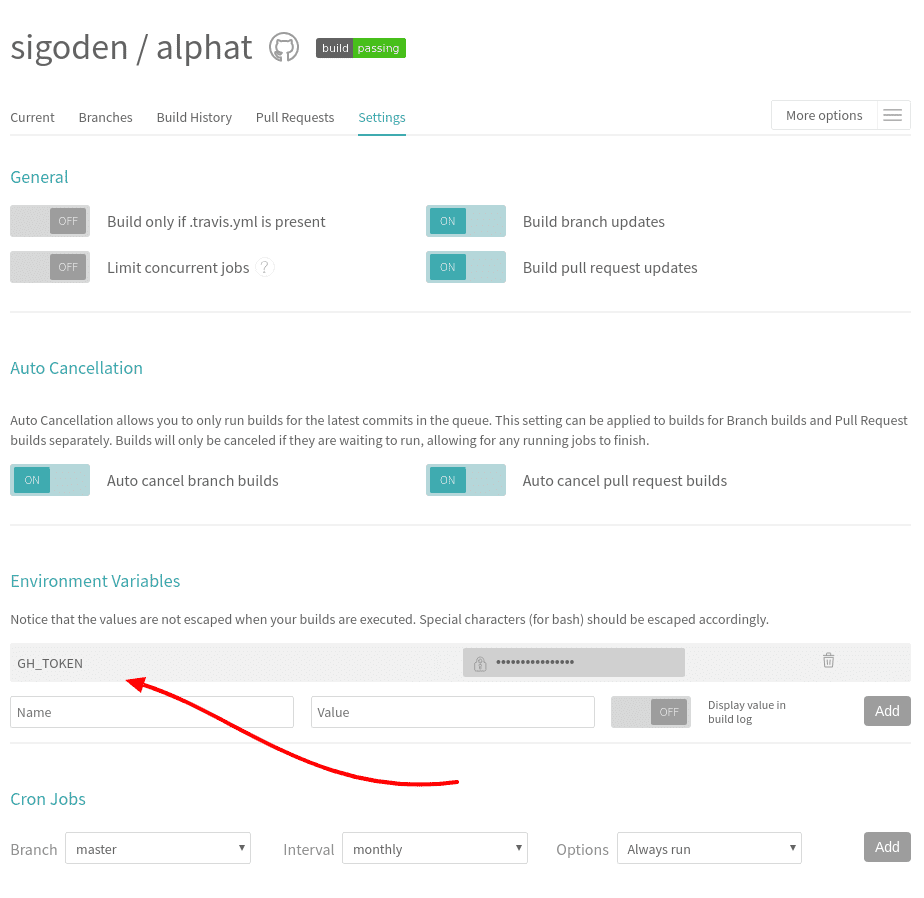 sigoden / alphat build passing
Current Branches Build History Pull Requests Settings More options
General
OFF Build only if .travis.yml is present ON Build branch updates
OFF Limit concurrent jobs ? ON Build pull request updates
Auto Cancellation
Auto Cancellation allows you to only run builds for the latest commits in the queue. This setting can be applied to builds for Branch builds and Pull Request
builds separately. Builds will only be canceled if they are waiting to run, allowing for any running jobs to finish.
ON Auto cancel branch builds ON Auto cancel pull request builds
Environment Variables
Notice that the values are not escaped when your builds are executed. Special characters (for bash) should be escaped accordingly.
GH_TOKEN ••••••••••••••••
Name Value OFF Display value in
build log Add
Cron Jobs
Branch master Interval monthly Options Always run Add